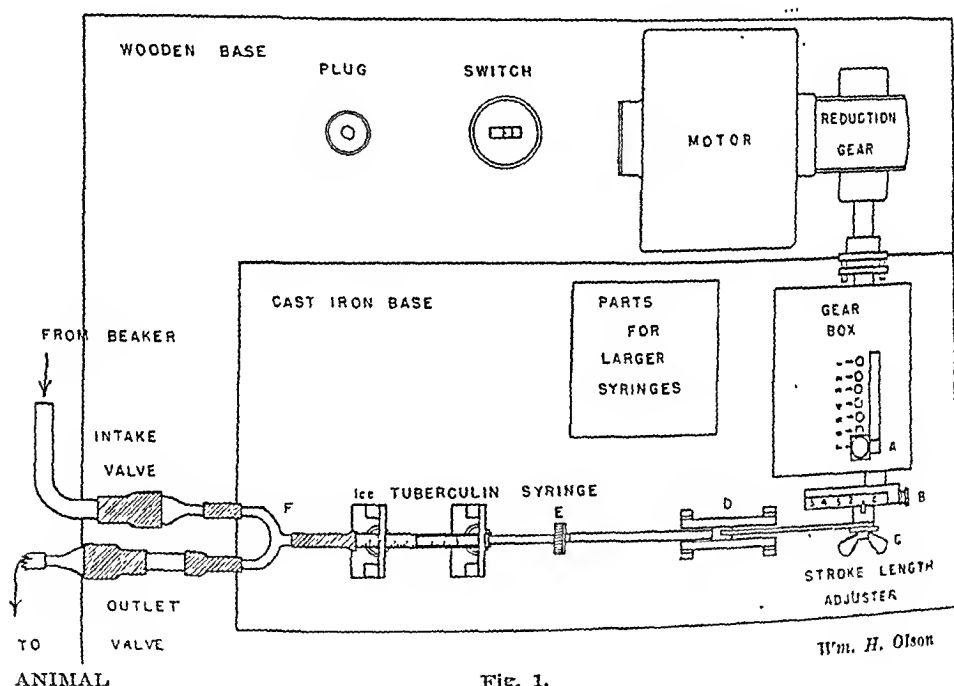 WOODEN BASE
PLUG
SWITCH
MOTOR
REDUCTION
GEAR
CAST IRON BASE
PARTS
FOR
LARGER
SYRINGES
GEAR
BOX
FROM BEAKER
INTAKE
VALVE
A
1cc TUBERCULIN SYRINGE
B
D
E
F
C
STROKE LENGTH
ADJUSTER
OUTLET
VALVE
TO
ANIMAL
Wm. H. Olson
Fig. 1.